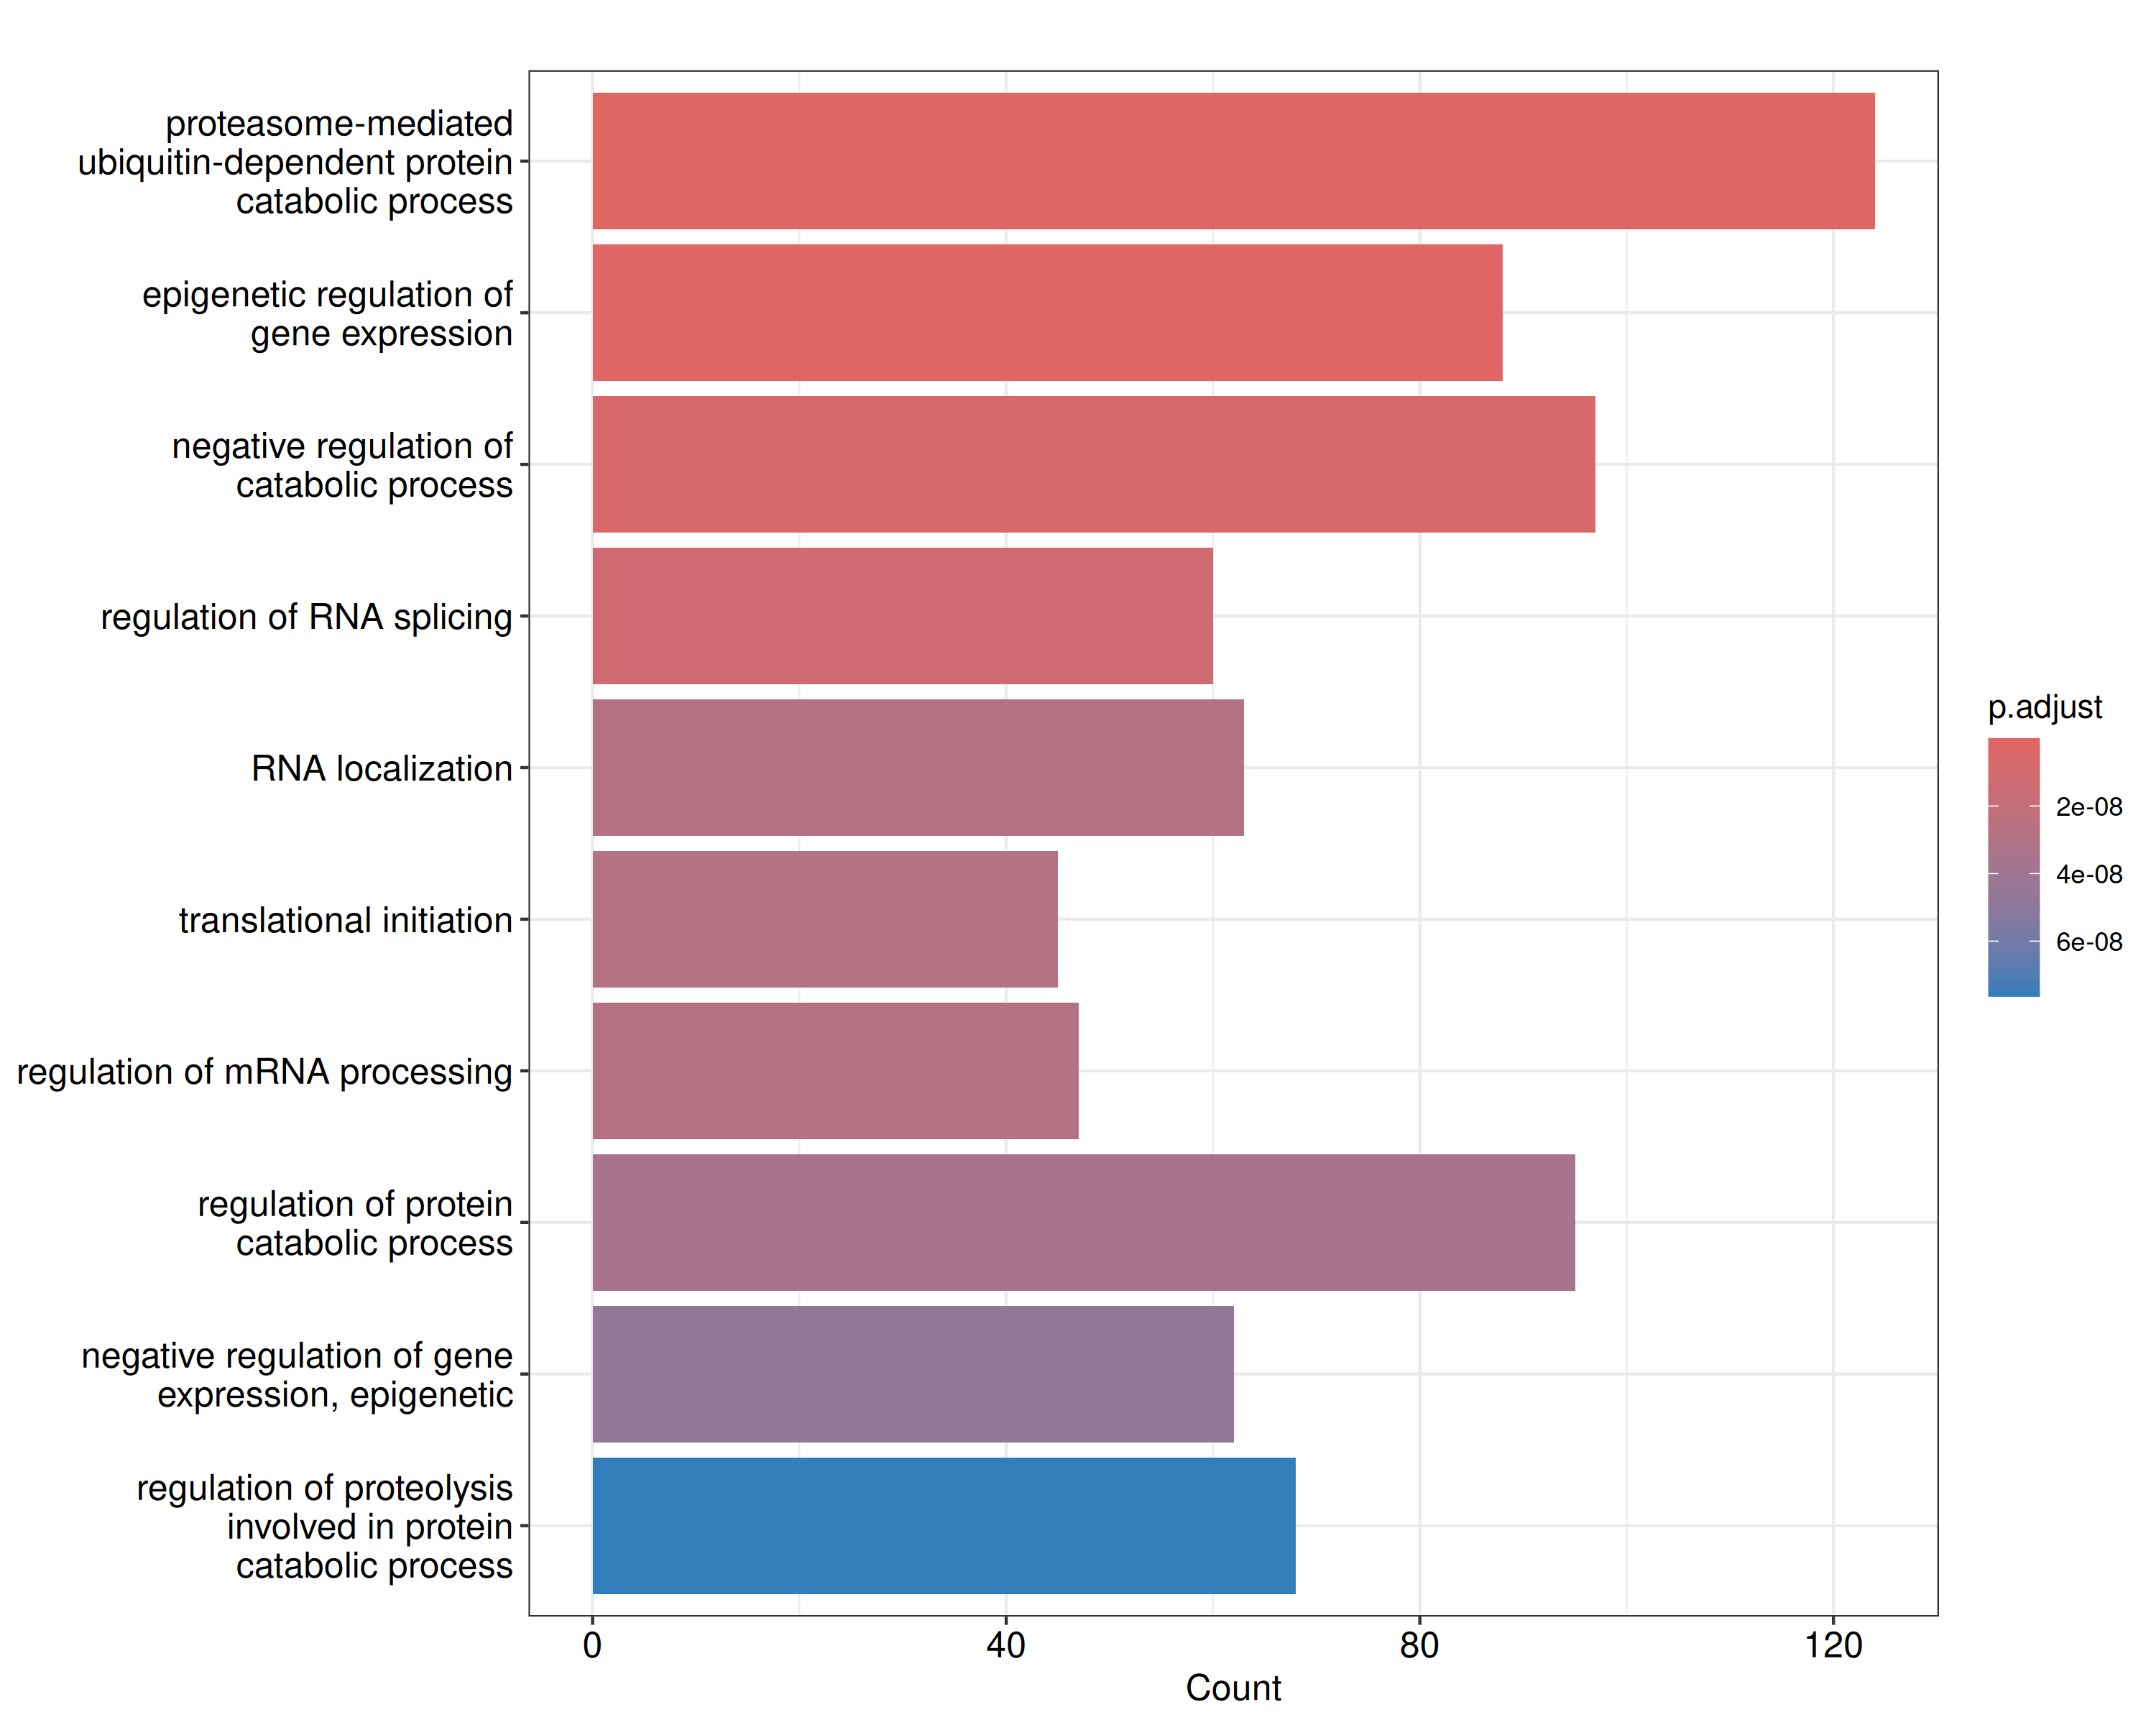 proteasome-mediated
ubiquitin-dependent protein
catabolic process
epigenetic regulation of
gene expression
negative regulation of
catabolic process
regulation of RNA splicing
RNA localization
translational initiation
regulation of mRNA processing
regulation of protein
catabolic process
negative regulation of gene
expression, epigenetic
regulation of proteolysis
involved in protein
catabolic process
0 40 80 120
Count
p.adjust
2e-08
4e-08
6e-08